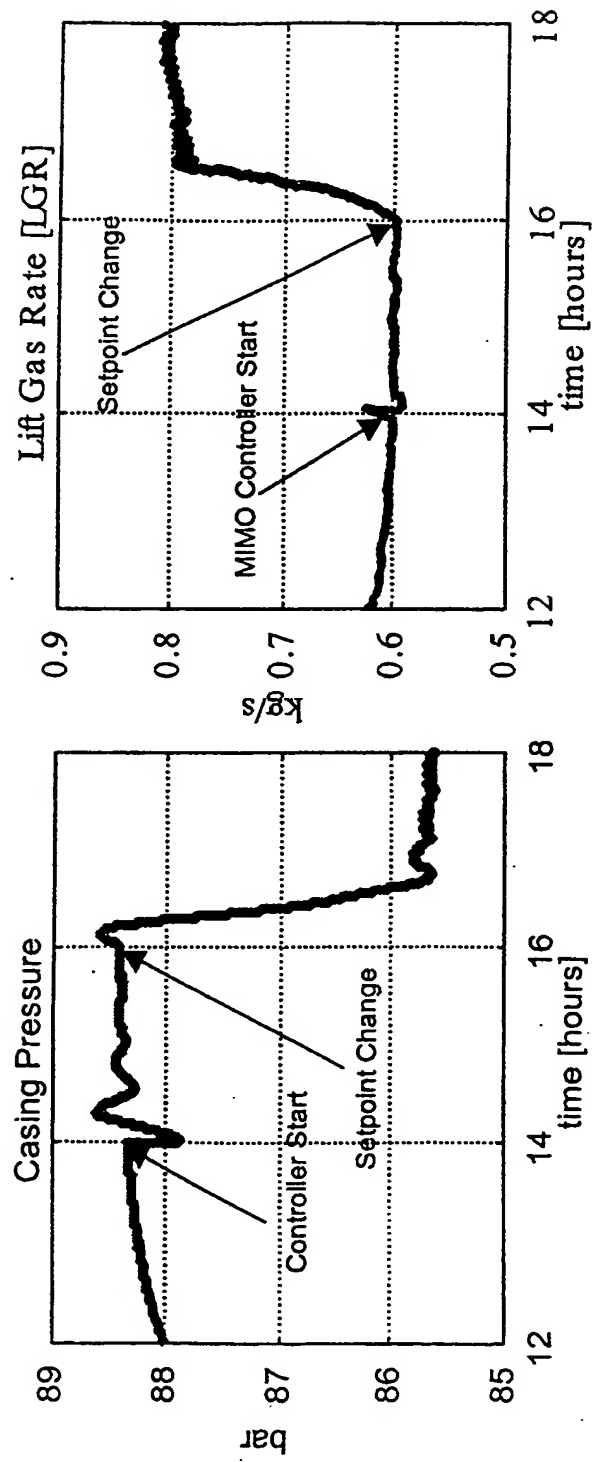 Casing Pressure
89
88
87
86
85
bar
Controller Start
Setpoint Change
12
14
16
18
time [hours]
Lift Gas Rate [LGR]
0.9
0.8
0.7
0.6
0.5
kg/s
Setpoint Change
MIMO Controller Start
12
14
16
18
time [hours]